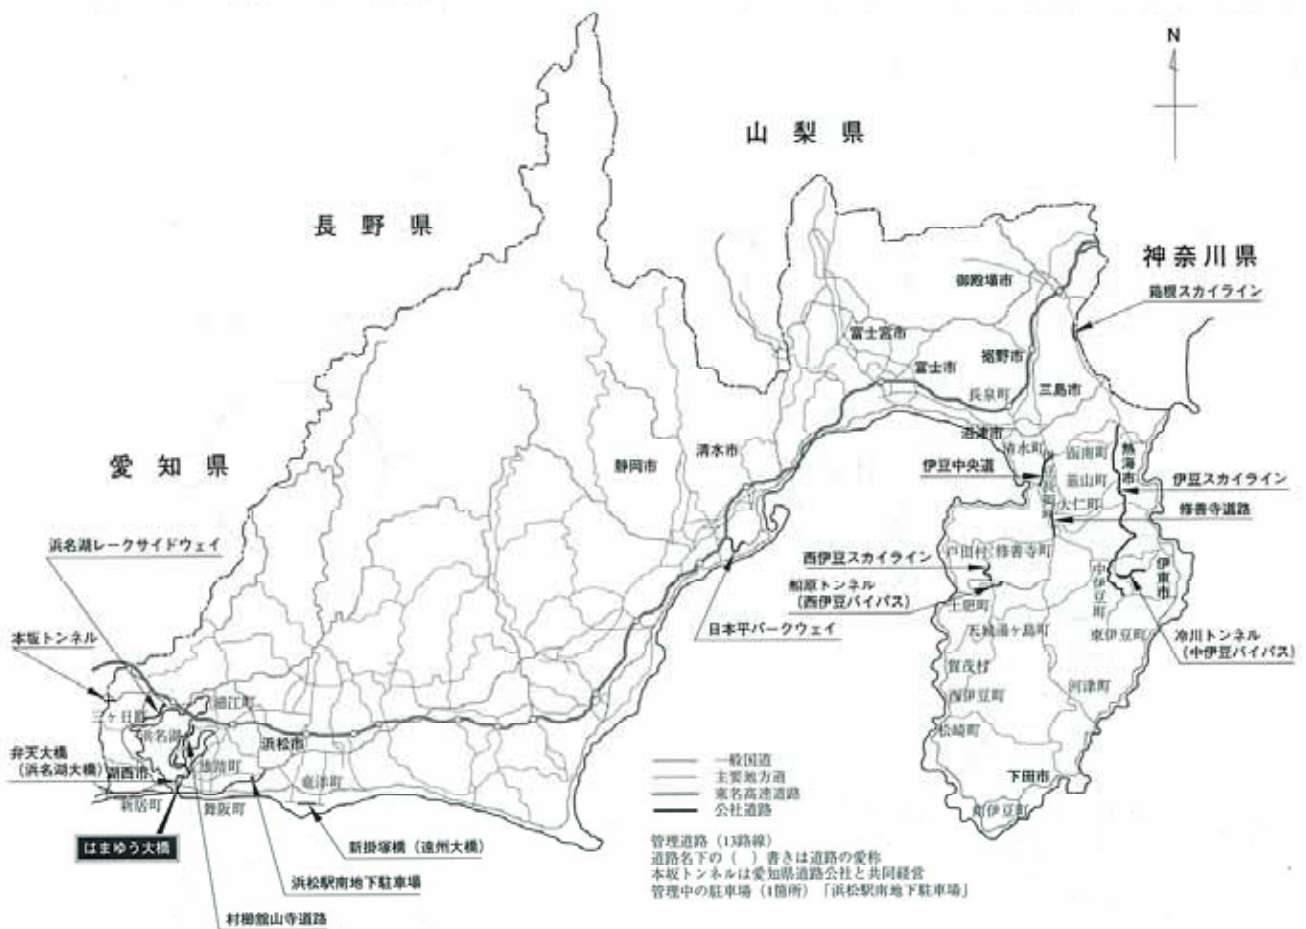 N
山梨県
長野県
神奈川県
箱根スカイライン
御殿場市
富士宮市
裾野市
富士市
長泉町
三島市
沼津市
清水町
函南町
熱海市
静岡市
清水市
愛知県
伊豆中央道
韮山町
大仁町
伊豆スカイライン
修善寺道路
浜名湖レークサイドウェイ
戸田村
修善寺町
西伊豆スカイライン
中伊豆町
伊東市
船原トンネル
(西伊豆バイパス)
土肥町
天城湯ヶ島町
東伊豆町
冷川トンネル
(中伊豆バイパス)
日本平パークウェイ
本坂トンネル
賀茂村
西伊豆町
河津町
三ヶ日町
細江町
浜名湖
浜松市
松崎町
弁天大橋
(浜名湖大橋)
湖西市
雄踏町
竜洋町
下田市
新居町
舞阪町
南伊豆町
はまゆう大橋
新掛塚橋(遠州大橋)
浜松駅南地下駐車場
村櫛舘山寺道路
一般国道
主要地方道
東名高速道路
公社道路
管理道路(13路線)
道路名下の( )書きは道路の愛称
本坂トンネルは愛知県道路公社と共同経営
管理中の駐車場(1箇所)「浜松駅南地下駐車場」